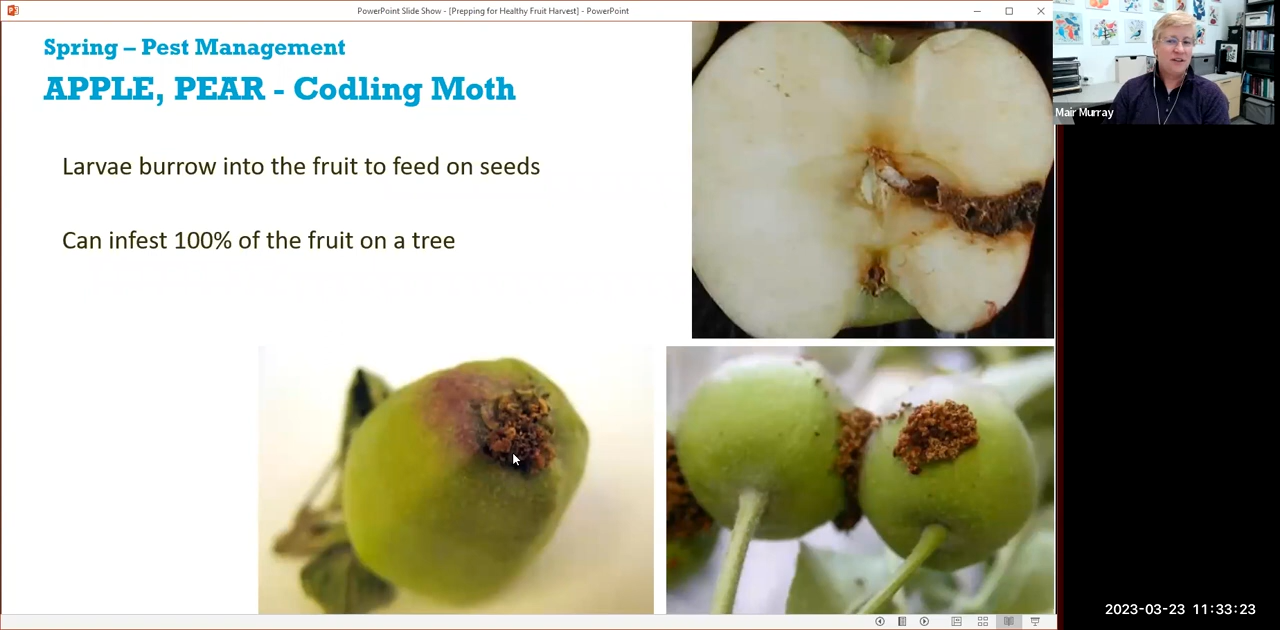 PowerPoint Slide Show - [Prepping for Healthy Fruit Harvest] - PowerPoint
Spring – Pest Management
APPLE, PEAR - Codling Moth
Larvae burrow into the fruit to feed on seeds
Can infest 100% of the fruit on a tree
Mair Murray
2023-03-23 11:33:23